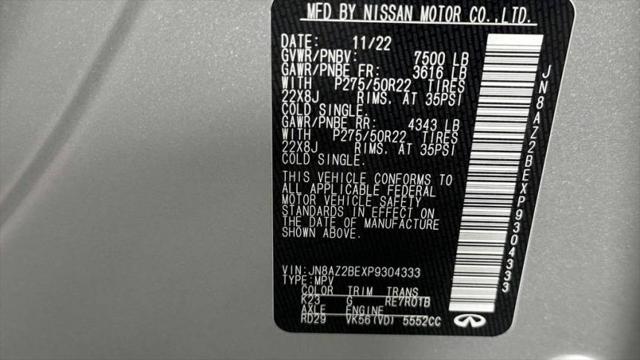 MFD BY NISSAN MOTOR CO.,LTD.
DATE: 11/22
GVWR/PNBV: 7500 LB
GAWR/PNBE FR: 3616 LB
WITH P275/50R22 TIRES
22X8J RIMS. AT 35PSI
COLD SINGLE.
GAWR/PNBE RR: 4343 LB
WITH P275/50R22 TIRES
22X8J RIMS. AT 35PSI
COLD SINGLE.
THIS VEHICLE CONFORMS TO
ALL APPLICABLE FEDERAL
MOTOR VEHICLE SAFETY
STANDARDS IN EFFECT ON
THE DATE OF MANUFACTURE
SHOWN ABOVE.
VIN:JN8AZ2BEXP9304333
TYPE:MPV
COLOR TRIM TRANS
K23 G RE7R01B
AXLE ENGINE
RD29 VK56(VD) 5552CC
JN8AZ2BEXP9304333